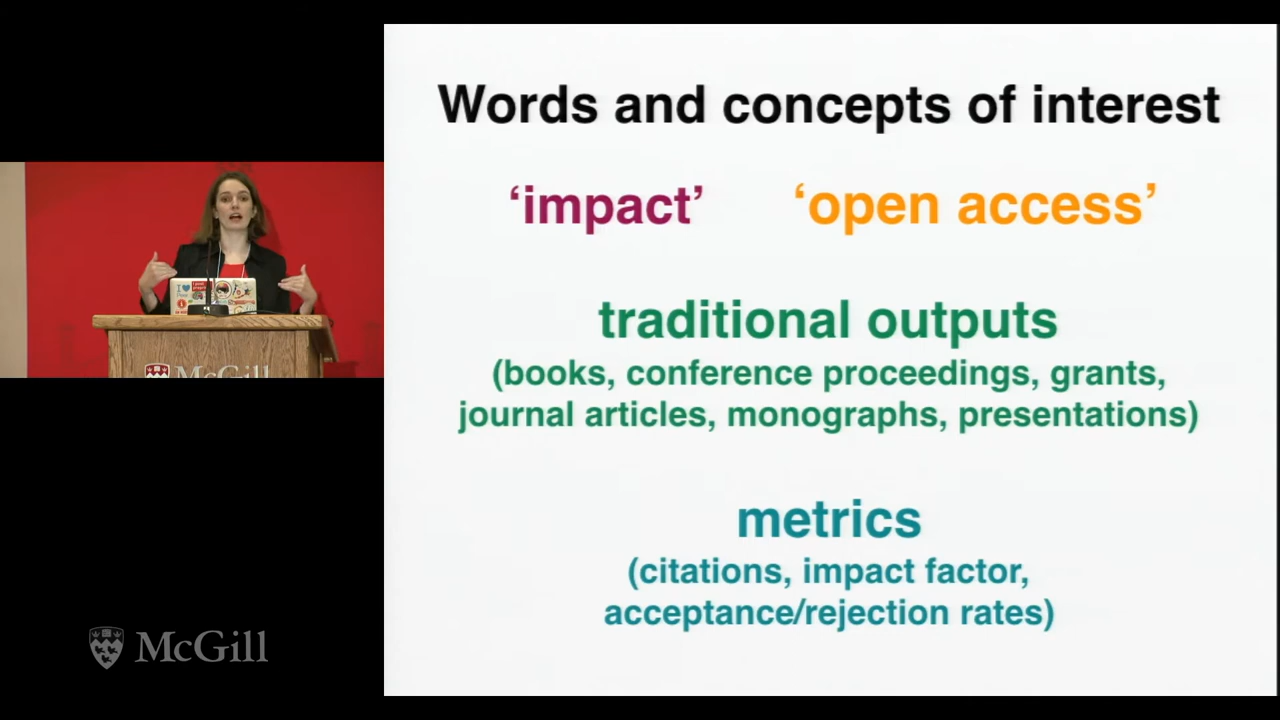 Words and concepts of interest
‘impact’ ‘open access’
traditional outputs
(books, conference proceedings, grants,
journal articles, monographs, presentations)
metrics
(citations, impact factor,
acceptance/rejection rates)
McGill
McGill